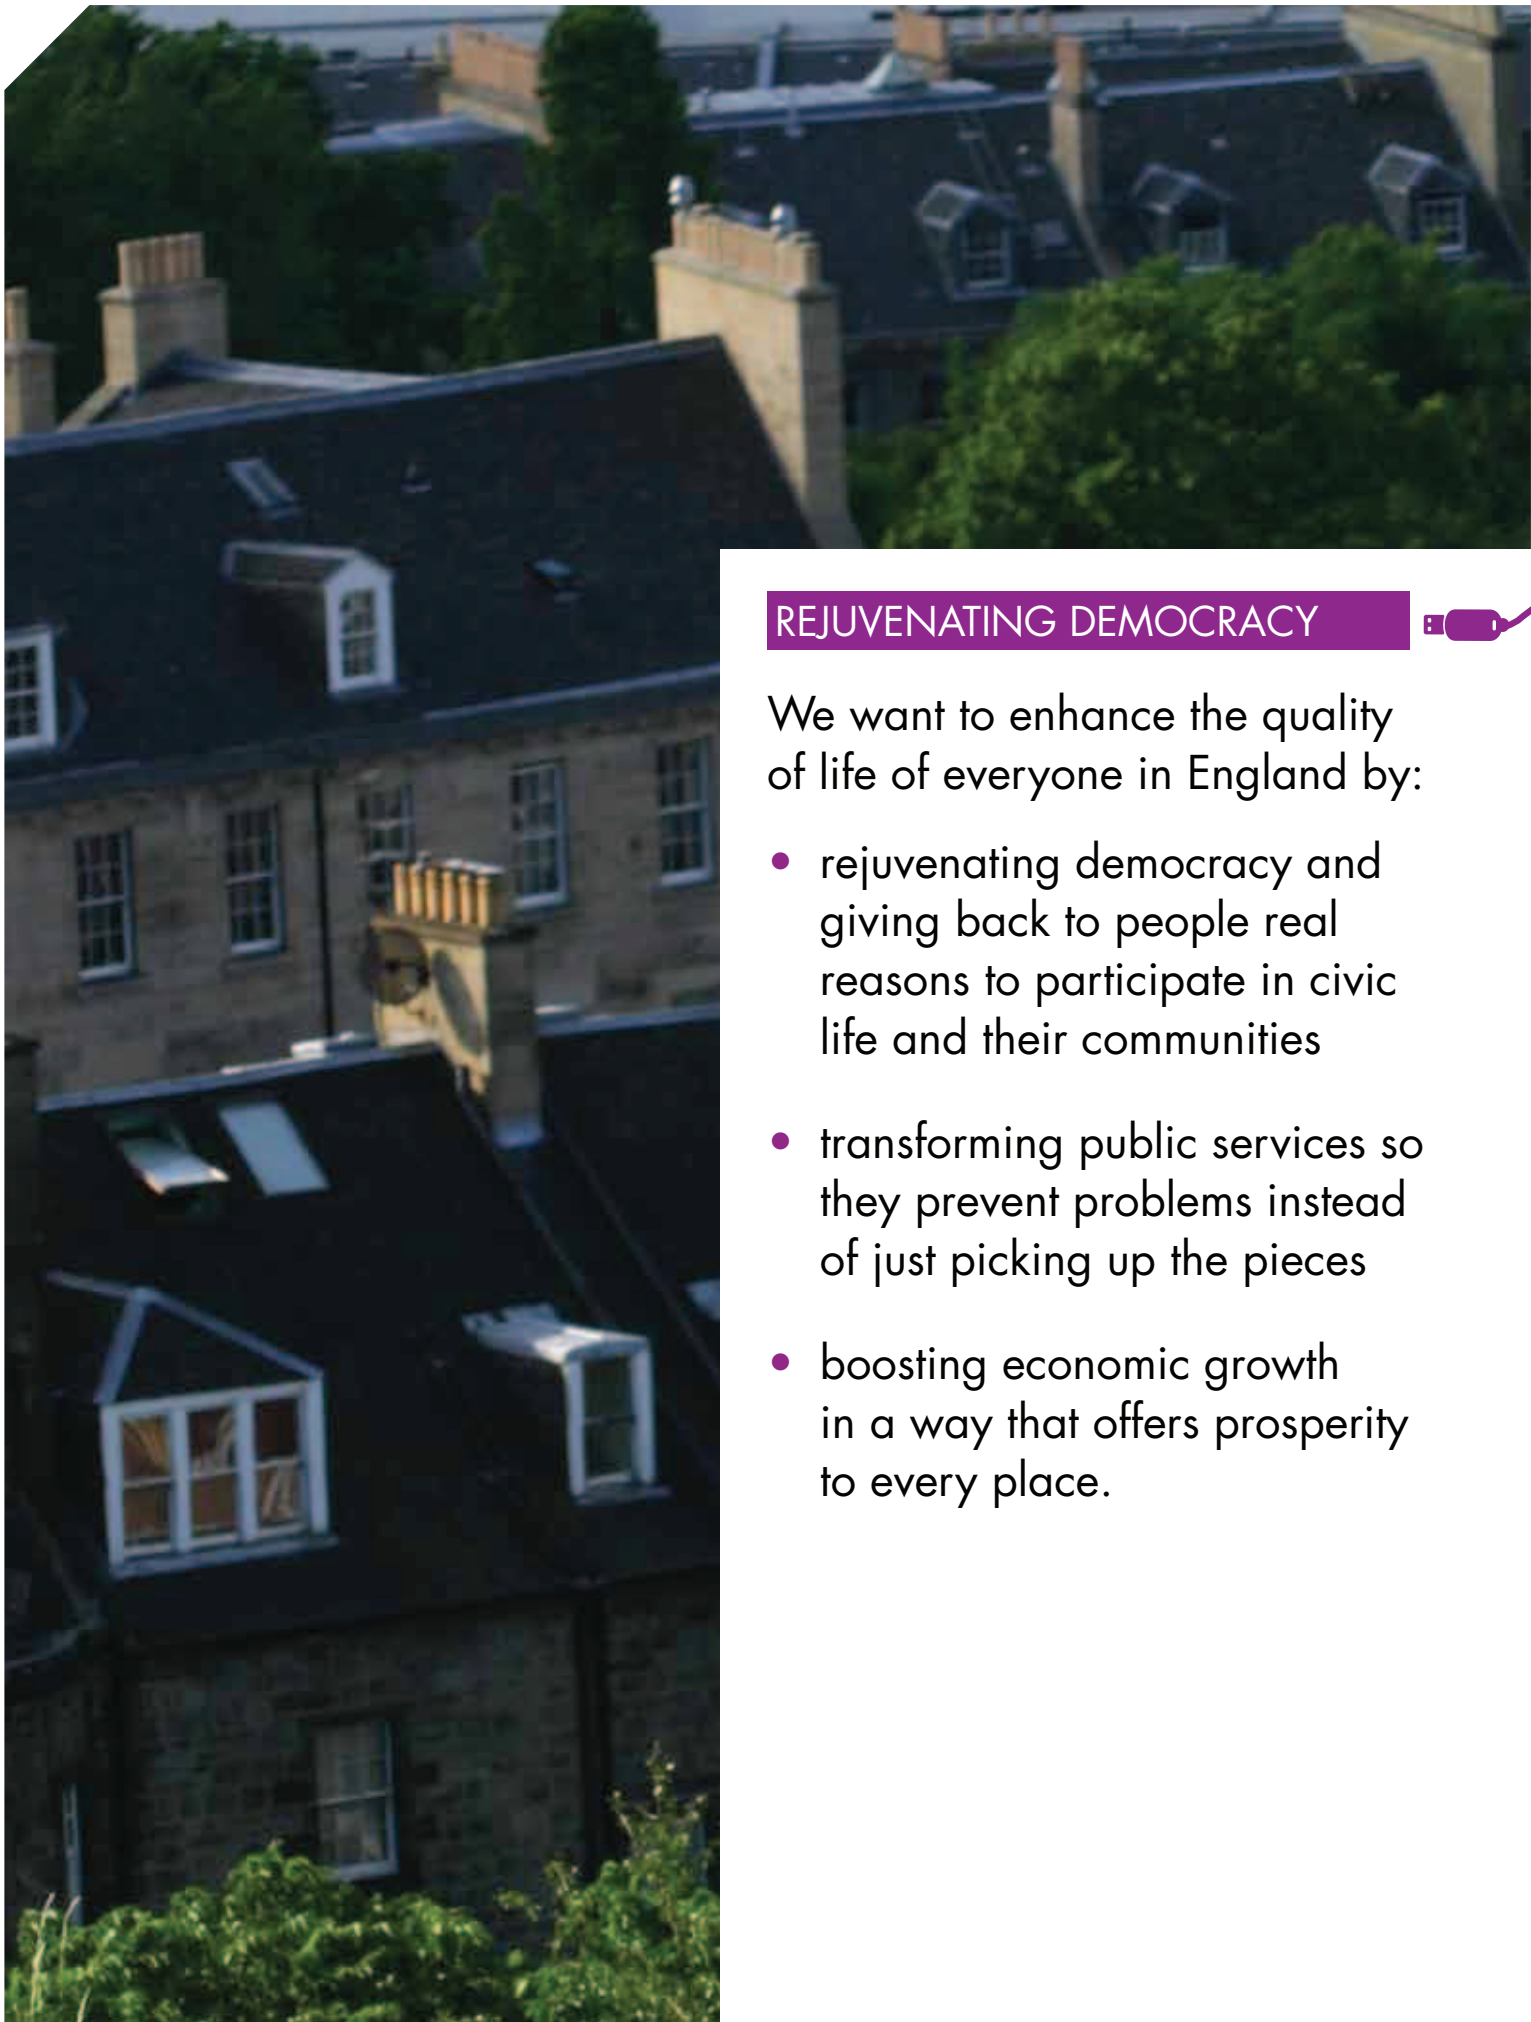 REJUVENATING DEMOCRACY
We want to enhance the quality
of life of everyone in England by:
• rejuvenating democracy and
giving back to people real
reasons to participate in civic
life and their communities
• transforming public services so
they prevent problems instead
of just picking up the pieces
• boosting economic growth
in a way that offers prosperity
to every place.